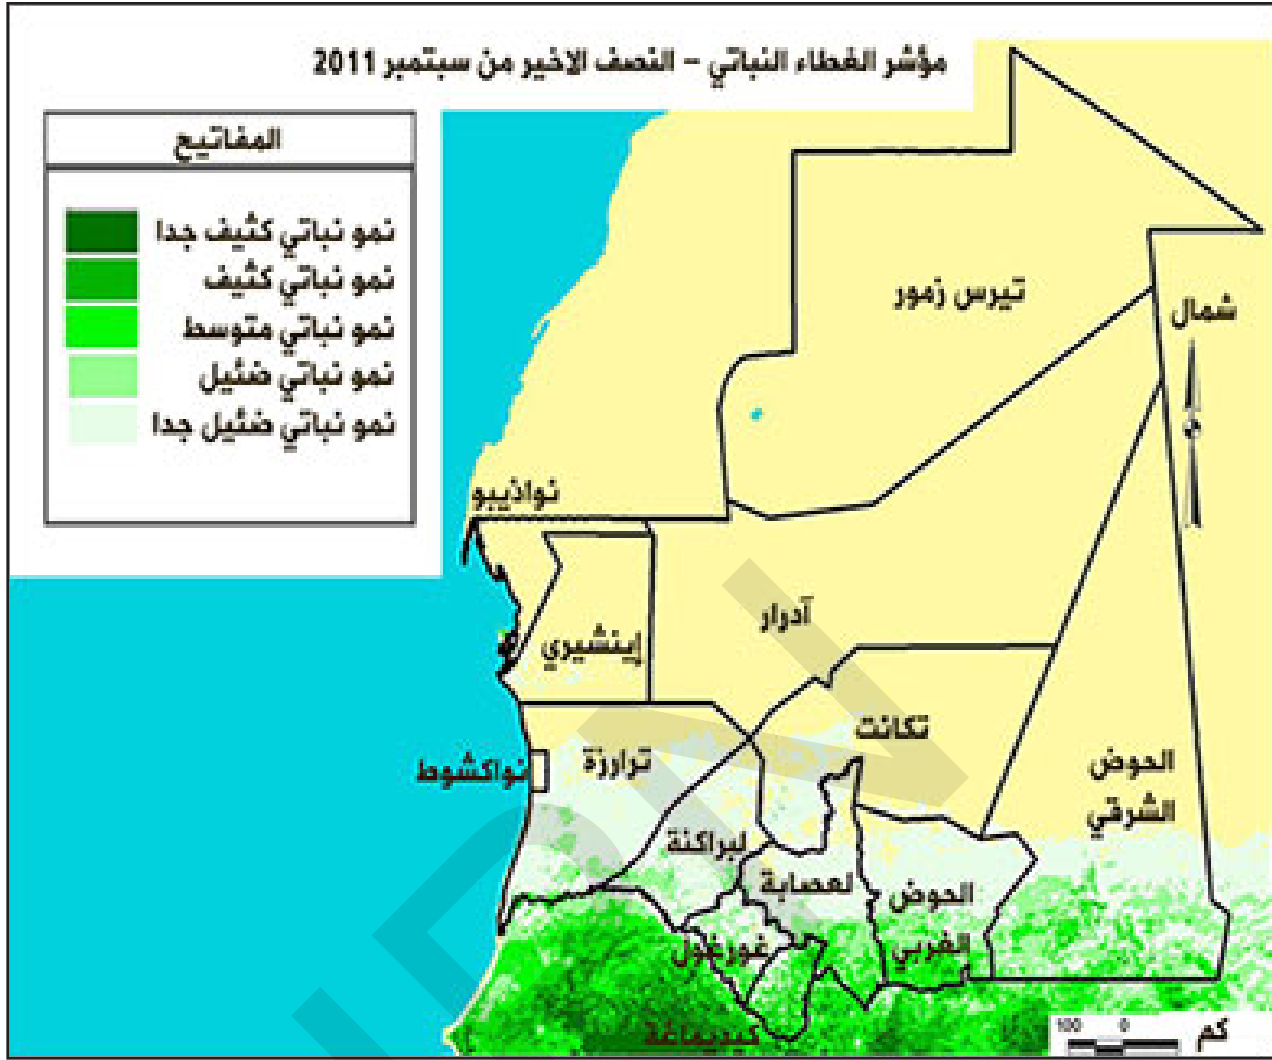 مؤشر الغطاء النباتي – النصف الاخير من سبتمبر 2011
المفاتيح
نمو نباتي كثيف جدا
نمو نباتي كثيف
نمو نباتي متوسط
نمو نباتي ضئيل
نمو نباتي ضئيل جدا
تيرس زمور
شمال
نواذيبو
آدرار
إينشيري
تكانت
ترارزة
نواكشوط
الحوض
الشرقي
لبراكنة
لعصابة
الحوض
الغربي
غورغول
كيديماغة
100 0 كم